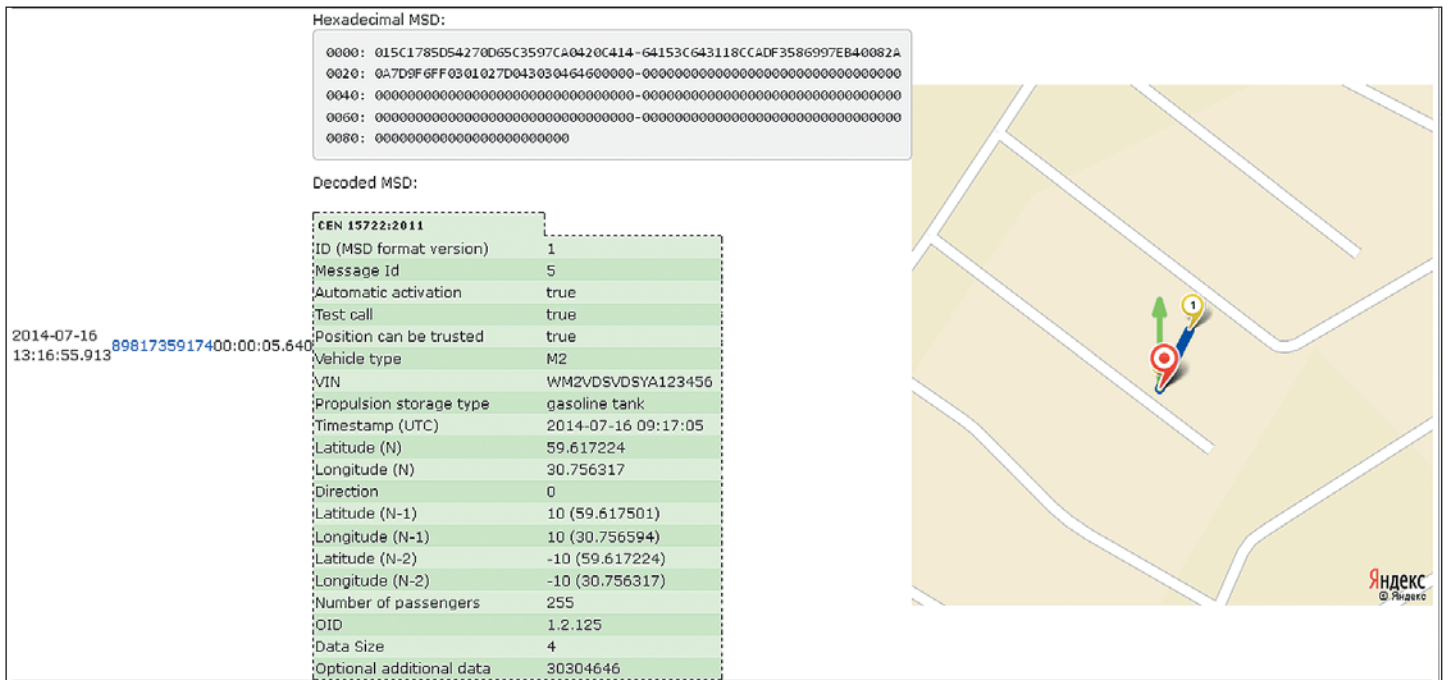 Hexadecimal MSD:
0000: 015C1785D54270D65C3597CA0420C414-64153C643118CCADF3586997EB40082A
0020: 0A7D9F6FF0301027D043030464600000-00000000000000000000000000000000
0040: 00000000000000000000000000000000-00000000000000000000000000000000
0060: 00000000000000000000000000000000-00000000000000000000000000000000
0080: 000000000000000000000000
Decoded MSD:
CEN 15722:2011
ID (MSD format version) 1
Message Id 5
Automatic activation true
Test call true
2014-07-16
13:16:55.913 89817359174 00:00:05.640
Position can be trusted true
Vehicle type M2
VIN WM2VDSVDSYA123456
Propulsion storage type gasoline tank
Timestamp (UTC) 2014-07-16 09:17:05
Latitude (N) 59.617224
Longitude (N) 30.756317
Direction 0
Latitude (N-1) 10 (59.617501)
Longitude (N-1) 10 (30.756594)
Latitude (N-2) -10 (59.617224)
Longitude (N-2) -10 (30.756317)
Number of passengers 255
OID 1.2.125
Data Size 4
Optional additional data 30304646
1
Яндекс
© Яндекс